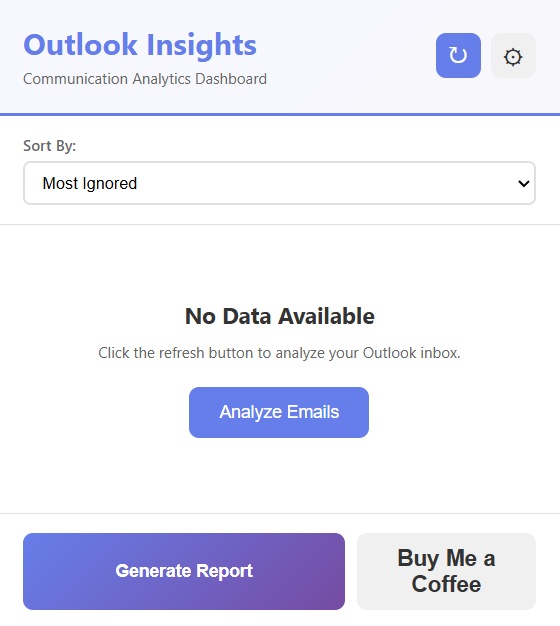 Outlook Insights
Communication Analytics Dashboard
Sort By:
Most Ignored
No Data Available
Click the refresh button to analyze your Outlook inbox.
Analyze Emails
Generate Report
Buy Me a
Coffee